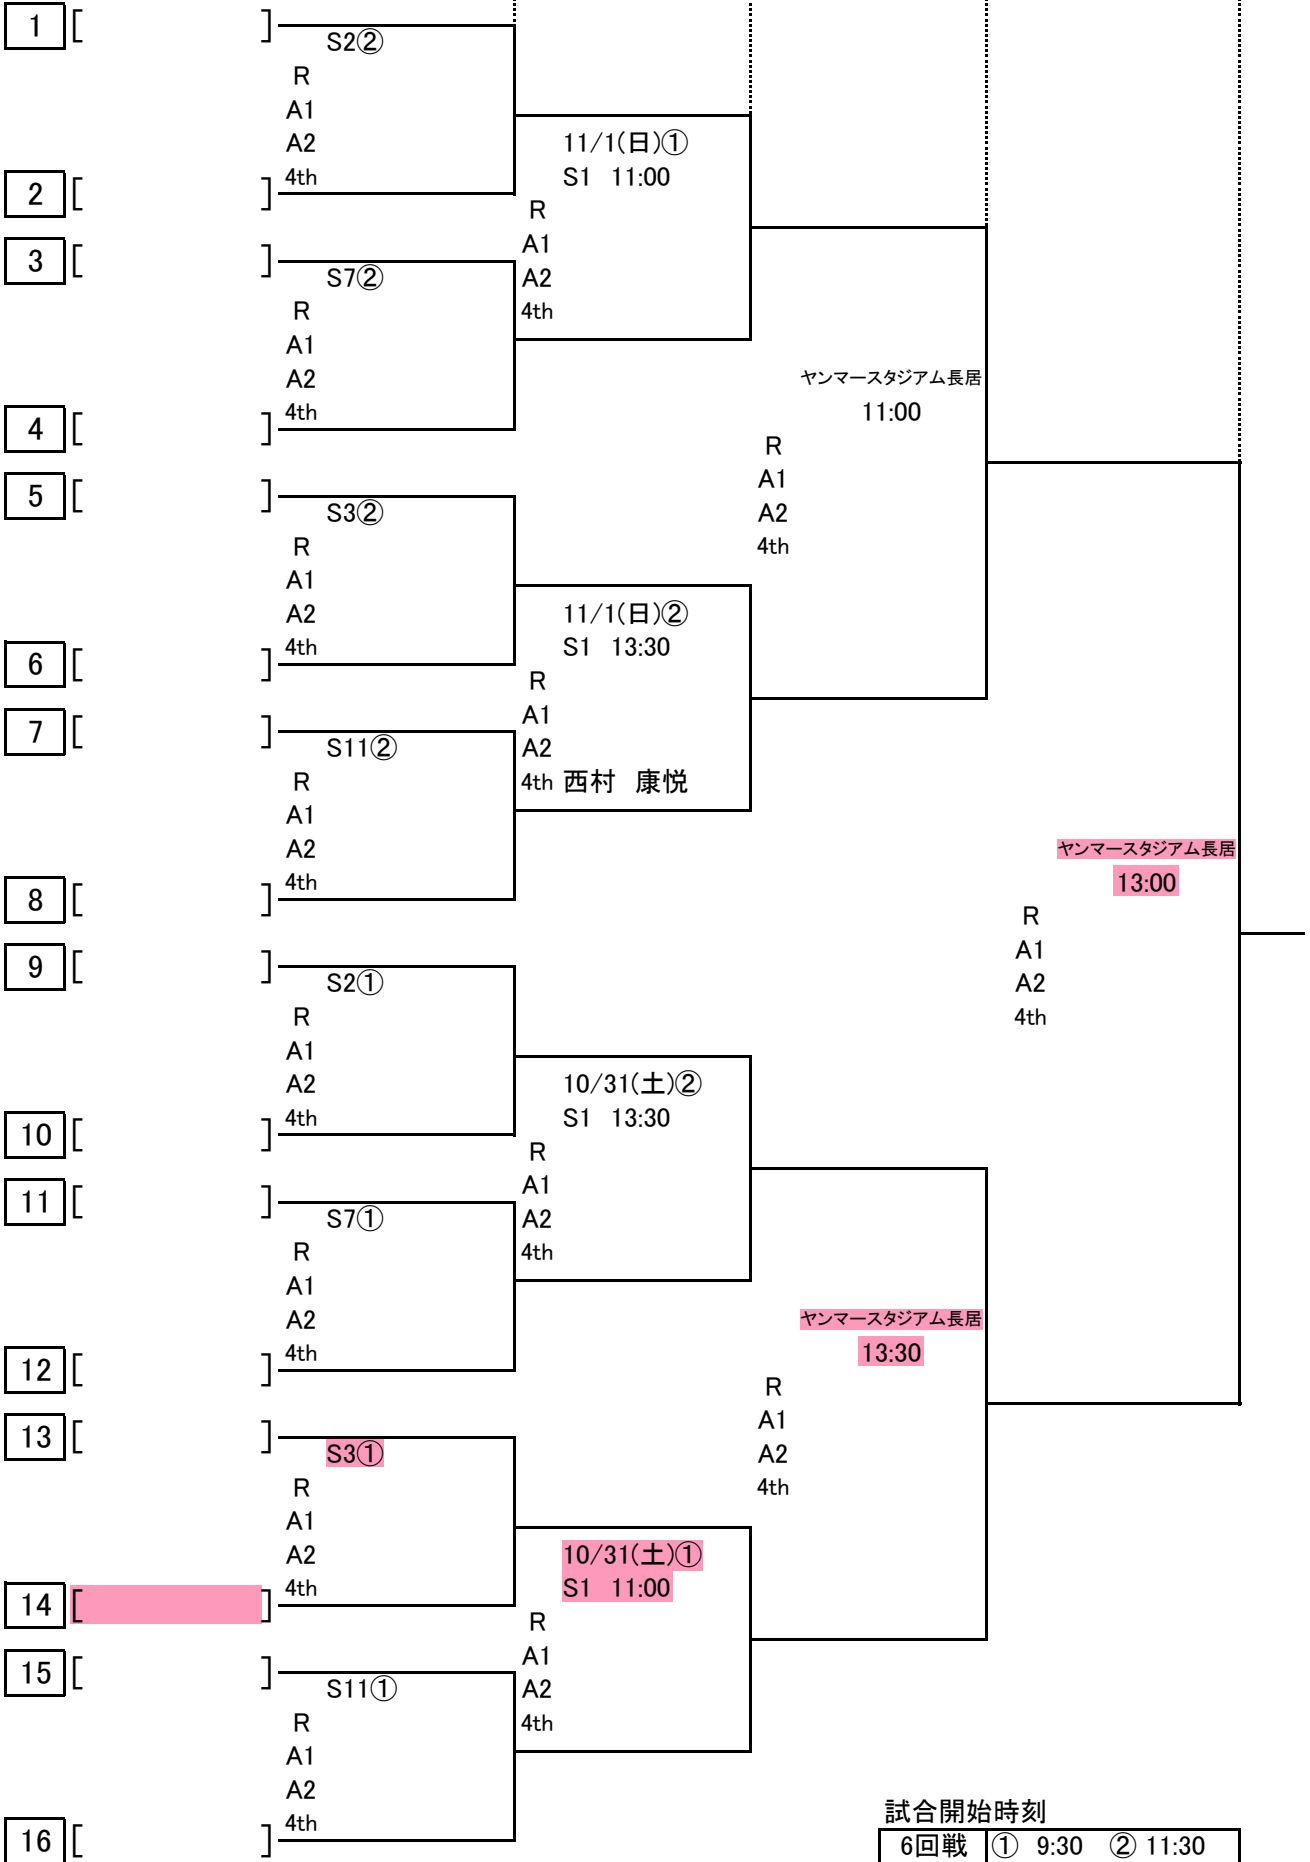 1 [ ]
S2②
R
A1
A2
4th
2 [ ]
11/1(日)①
S1 11:00
R
A1
A2
4th
3 [ ]
S7②
R
A1
A2
4th
4 [ ]
ヤンマースタジアム長居
11:00
R
A1
A2
4th
5 [ ]
S3②
R
A1
A2
4th
6 [ ]
11/1(日)②
S1 13:30
R
A1
A2
4th 西村 康悦
7 [ ]
S11②
R
A1
A2
4th
8 [ ]
ヤンマースタジアム長居
13:00
R
A1
A2
4th
9 [ ]
S2①
R
A1
A2
4th
10 [ ]
10/31(土)②
S1 13:30
R
A1
A2
4th
11 [ ]
S7①
R
A1
A2
4th
12 [ ]
ヤンマースタジアム長居
13:30
R
A1
A2
4th
13 [ ]
S3①
R
A1
A2
4th
14 [ ]
10/31(土)①
S1 11:00
R
A1
A2
4th
15 [ ]
S11①
R
A1
A2
4th
16 [ ]
試合開始時刻
6回戦 ① 9:30 ② 11:30